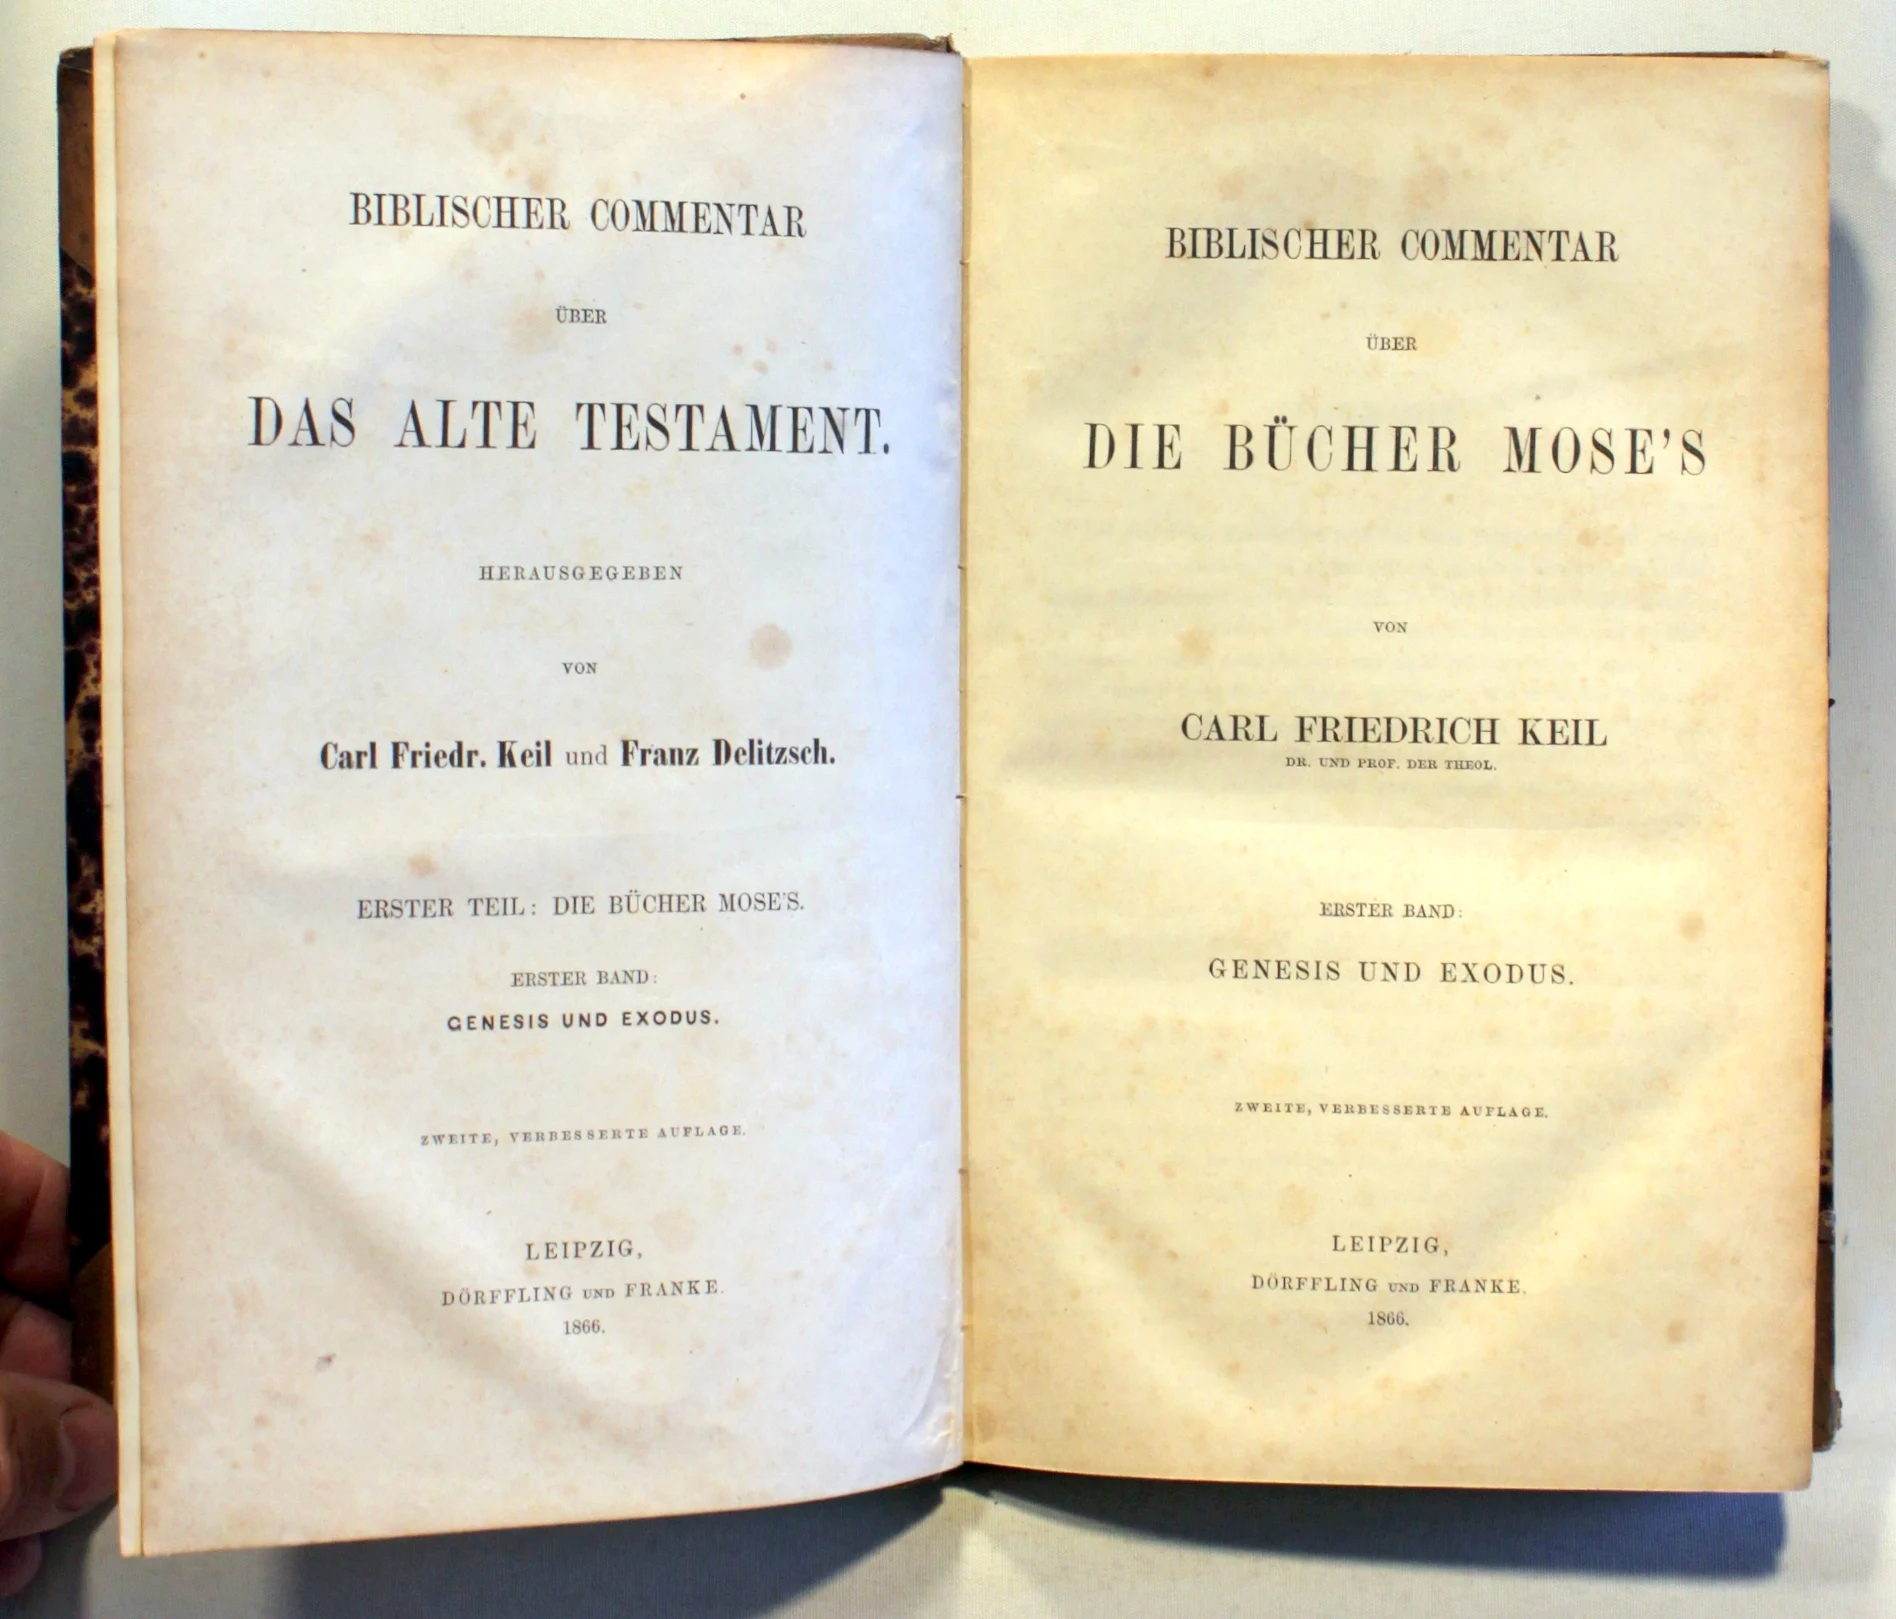 BIBLISCHER COMMENTAR
ÜBER
DAS ALTE TESTAMENT.
HERAUSGEGEBEN
VON
Carl Friedr. Keil und Franz Delitzsch.
ERSTER TEIL: DIE BÜCHER MOSE'S.
ERSTER BAND:
GENESIS UND EXODUS.
ZWEITE, VERBESSERTE AUFLAGE.
LEIPZIG,
DÖRFFLING UND FRANKE.
1866.
BIBLISCHER COMMENTAR
ÜBER
DIE BÜCHER MOSE'S
VON
CARL FRIEDRICH KEIL
DR. UND PROF. DER THEOL.
ERSTER BAND:
GENESIS UND EXODUS.
ZWEITE, VERBESSERTE AUFLAGE.
LEIPZIG,
DÖRFFLING UND FRANKE.
1866.